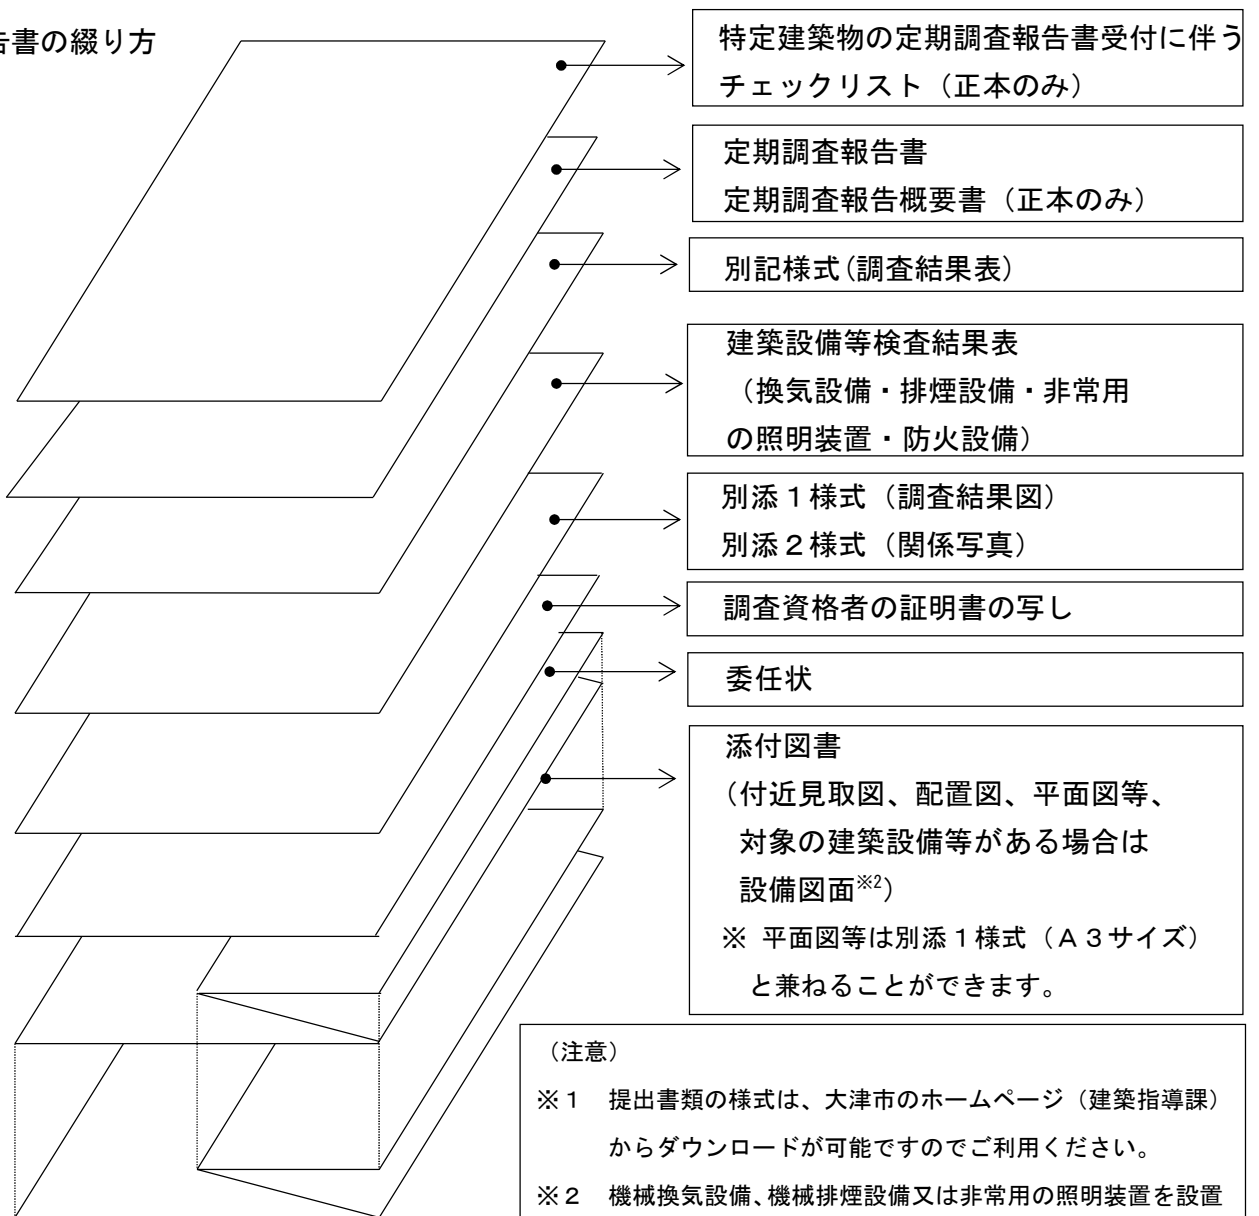 告書の綴り方
特定建築物の定期調査報告書受付に伴う
チェックリスト（正本のみ）
定期調査報告書
定期調査報告概要書（正本のみ）
別記様式(調査結果表）
建築設備等検査結果表
（換気設備・排煙設備・非常用
の照明装置・防火設備）
別添１様式（調査結果図）
別添２様式（関係写真）
調査資格者の証明書の写し
委任状
添付図書
（付近見取図、配置図、平面図等、
対象の建築設備等がある場合は
設備図面※2）
※ 平面図等は別添１様式（Ａ３サイズ）
と兼ねることができます。
（注意）
※１　提出書類の様式は、大津市のホームページ（建築指導課）
からダウンロードが可能ですのでご利用ください。
※２　機械換気設備、機械排煙設備又は非常用の照明装置を設置